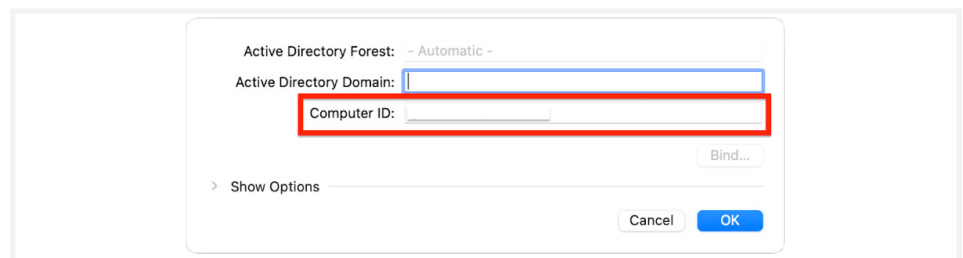 Active Directory Forest: - Automatic -
Active Directory Domain:
Computer ID:
Bind...
Show Options
Cancel OK